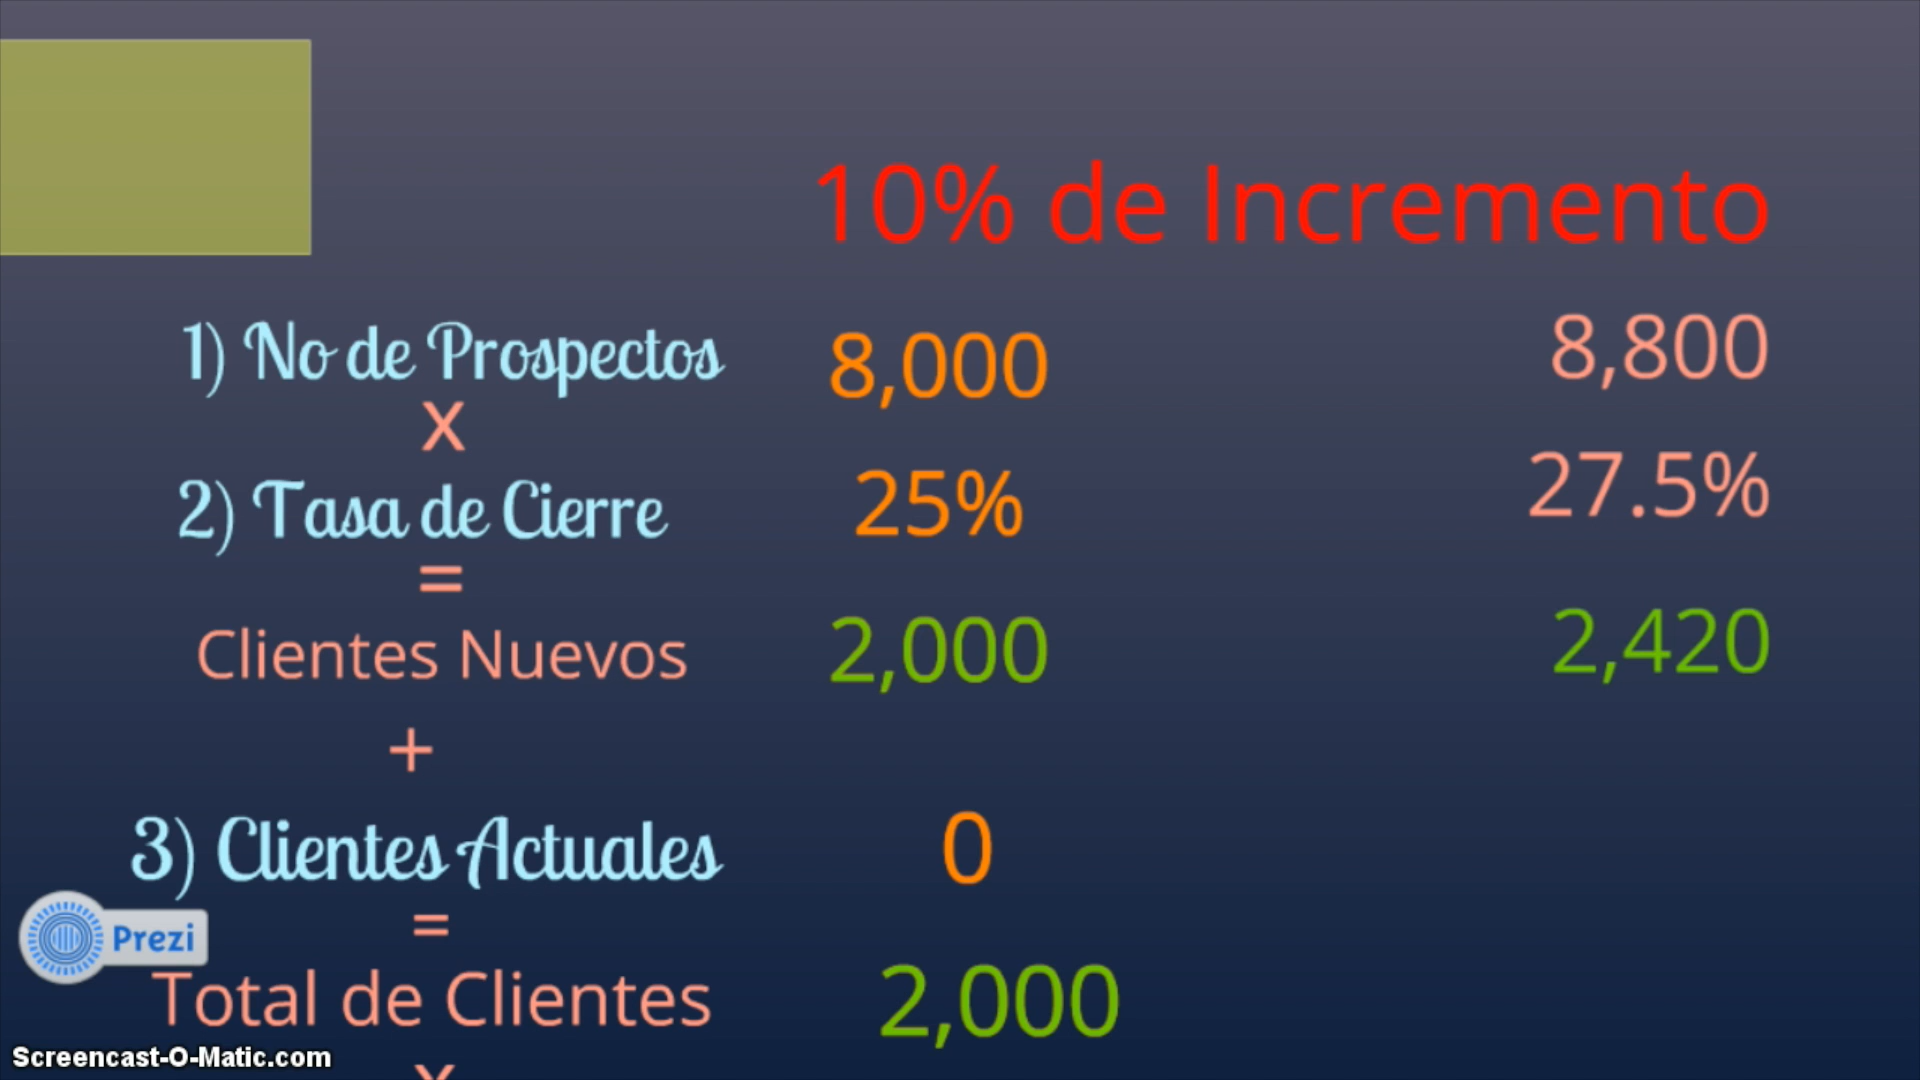 10% de Incremento
1) No de Prospectos 8,000 8,800
x
2) Tasa de Cierre 25% 27.5%
=
Clientes Nuevos 2,000 2,420
+
3) Clientes Actuales 0
=
Prezi
Total de Clientes 2,000
x
Screencast-O-Matic.com